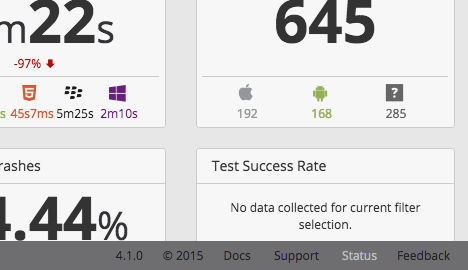 m22s
645
-97%
s 45s7ms 5m25s 2m10s
192 168 ? 285
rashes
Test Success Rate
4.44%
No data collected for current filter
selection.
4.1.0 © 2015 Docs Support Status Feedback